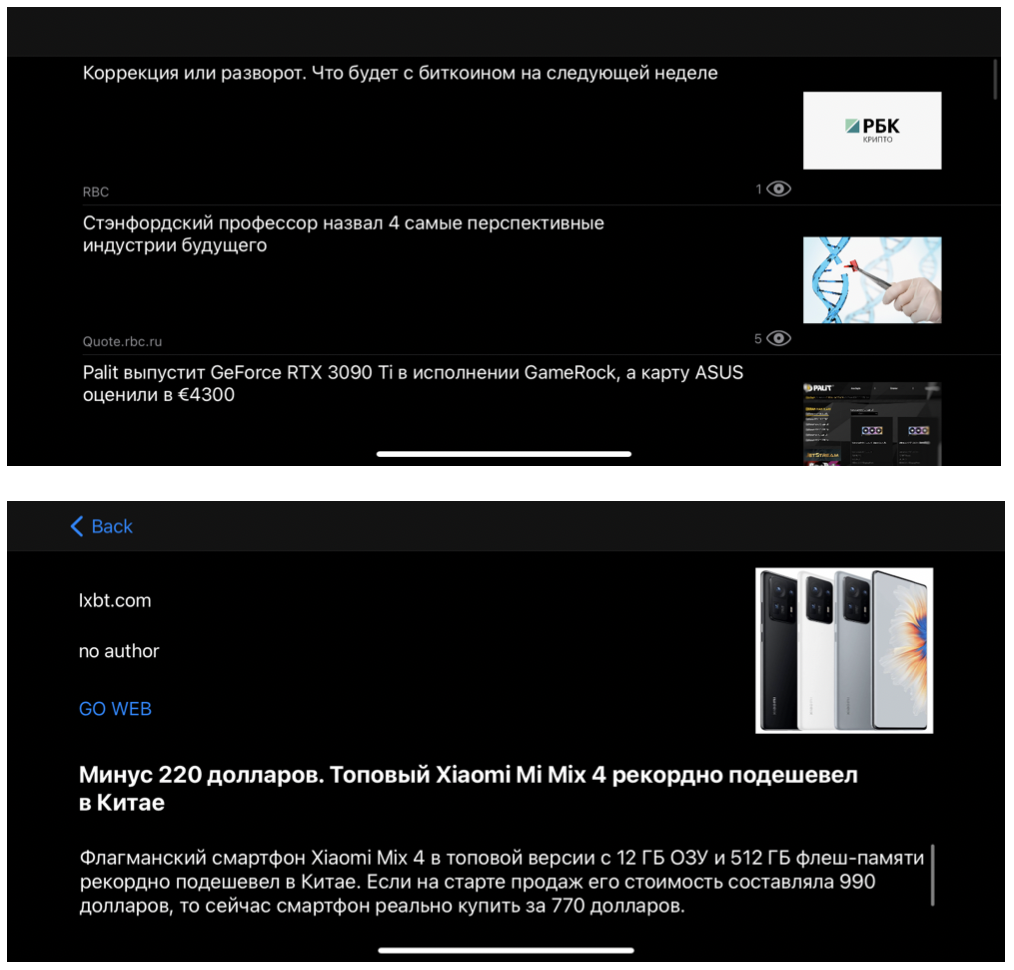 Коррекция или разворот. Что будет с биткоином на следующей неделе
РБК
КРИПТО
RBC
1
Стэнфордский профессор назвал 4 самые перспективные
индустрии будущего
Quote.rbc.ru
5
Palit выпустит GeForce RTX 3090 Ti в исполнении GameRock, а карту ASUS
оценили в €4300
PALIT
JETSTREAM
Back
Ixbt.com
no author
GO WEB
Минус 220 долларов. Топовый Xiaomi Mi Mix 4 рекордно подешевел
в Китае
Флагманский смартфон Xiaomi Mix 4 в топовой версии с 12 ГБ ОЗУ и 512 ГБ флеш-памяти
рекордно подешевел в Китае. Если на старте продаж его стоимость составляла 990
долларов, то сейчас смартфон реально купить за 770 долларов.